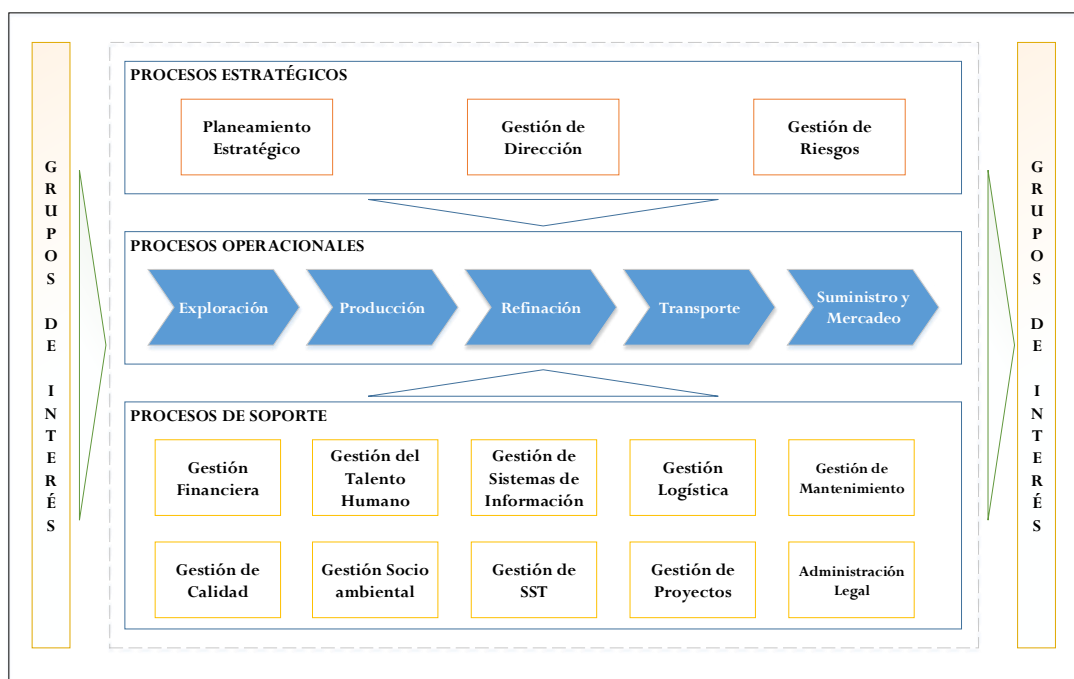 GRUPOS DE INTERÉS
PROCESOS ESTRATÉGICOS
Planeamiento
Estratégico
Gestión de
Dirección
Gestión de
Riesgos
PROCESOS OPERACIONALES
Exploración
Producción
Refinación
Transporte
Suministro y
Mercadeo
PROCESOS DE SOPORTE
Gestión
Financiera
Gestión del
Talento
Humano
Gestión de
Sistemas de
Información
Gestión
Logística
Gestión de
Mantenimiento
Gestión de
Calidad
Gestión Socio
ambiental
Gestión de
SST
Gestión de
Proyectos
Administración
Legal
GRUPOS DE INTERÉS